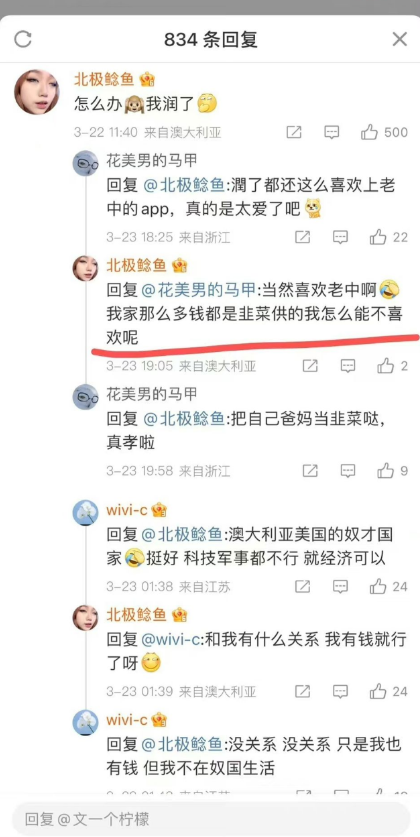 834 条回复
北极鲶鱼
怎么办我润了
3-22 11:40 来自澳大利亚
500
花美男的马甲
回复 @北极鲶鱼:潤了都还这么喜欢上老
中的app，真的是太爱了吧
3-23 18:25 来自浙江
22
北极鲶鱼
回复 @花美男的马甲:当然喜欢老中啊
我家那么多钱都是韭菜供的我怎么能不喜
欢呢
3-23 19:05 来自澳大利亚
2
花美男的马甲
回复 @北极鲶鱼:把自己爸妈当韭菜哒，
真孝啦
3-23 19:58 来自浙江
9
wivi-c
回复 @北极鲶鱼:澳大利亚美国的奴才国
家挺好 科技军事都不行 就经济可以
3-23 01:38 来自江苏
24
北极鲶鱼
回复 @wivi-c:和我有什么关系 我有钱就行
了呀
3-23 01:39 来自澳大利亚
24
wivi-c
回复 @北极鲶鱼:没关系 没关系 只是我也
有钱 但我不在奴国生活
回复 @文一个柠檬